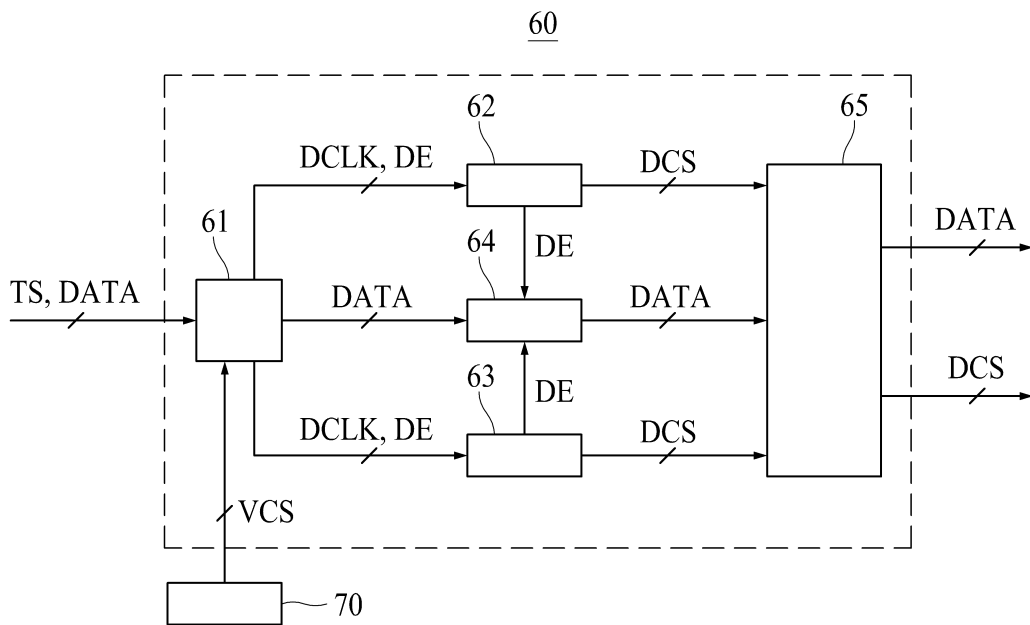 60
62
65
DCLK, DE
DCS
61
64
DE
DATA
TS, DATA
DATA
DATA
63
DE
DCS
DCLK, DE
DCS
VCS
70